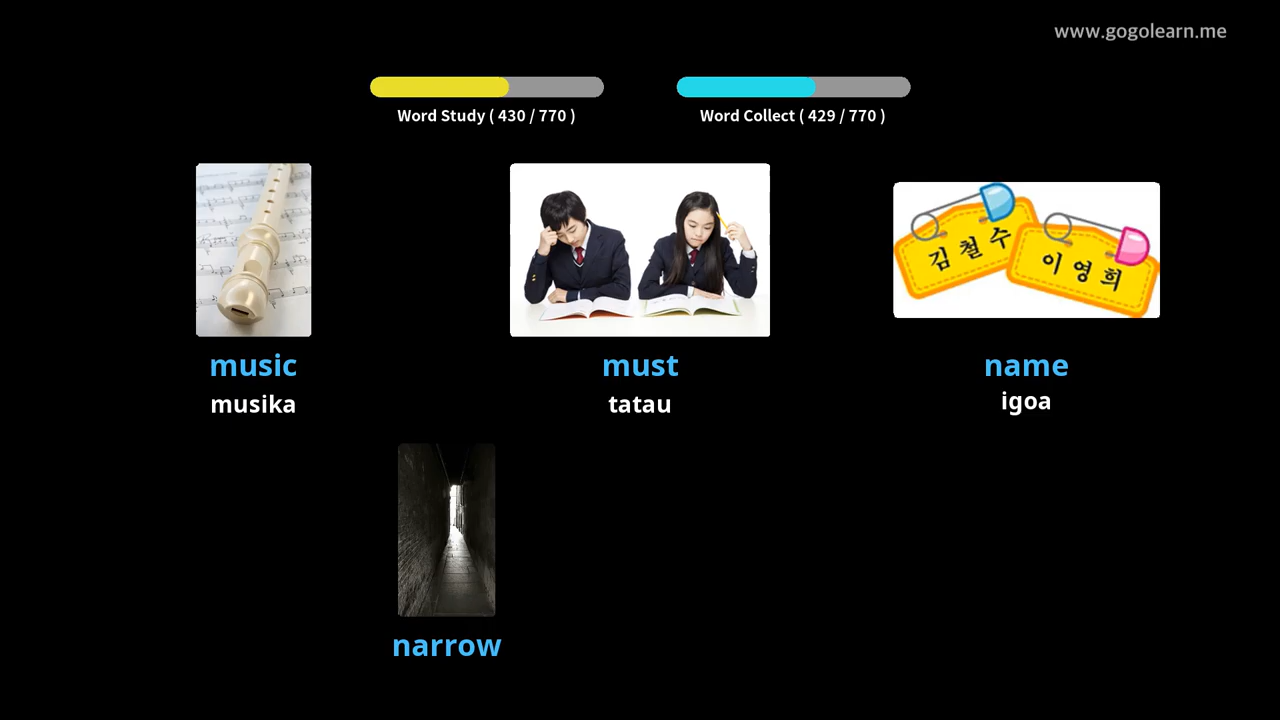 www.gogolearn.me
Word Study ( 430 / 770 )
Word Collect ( 429 / 770 )
김철수
이영희
music
must
name
musika
tatau
igoa
narrow